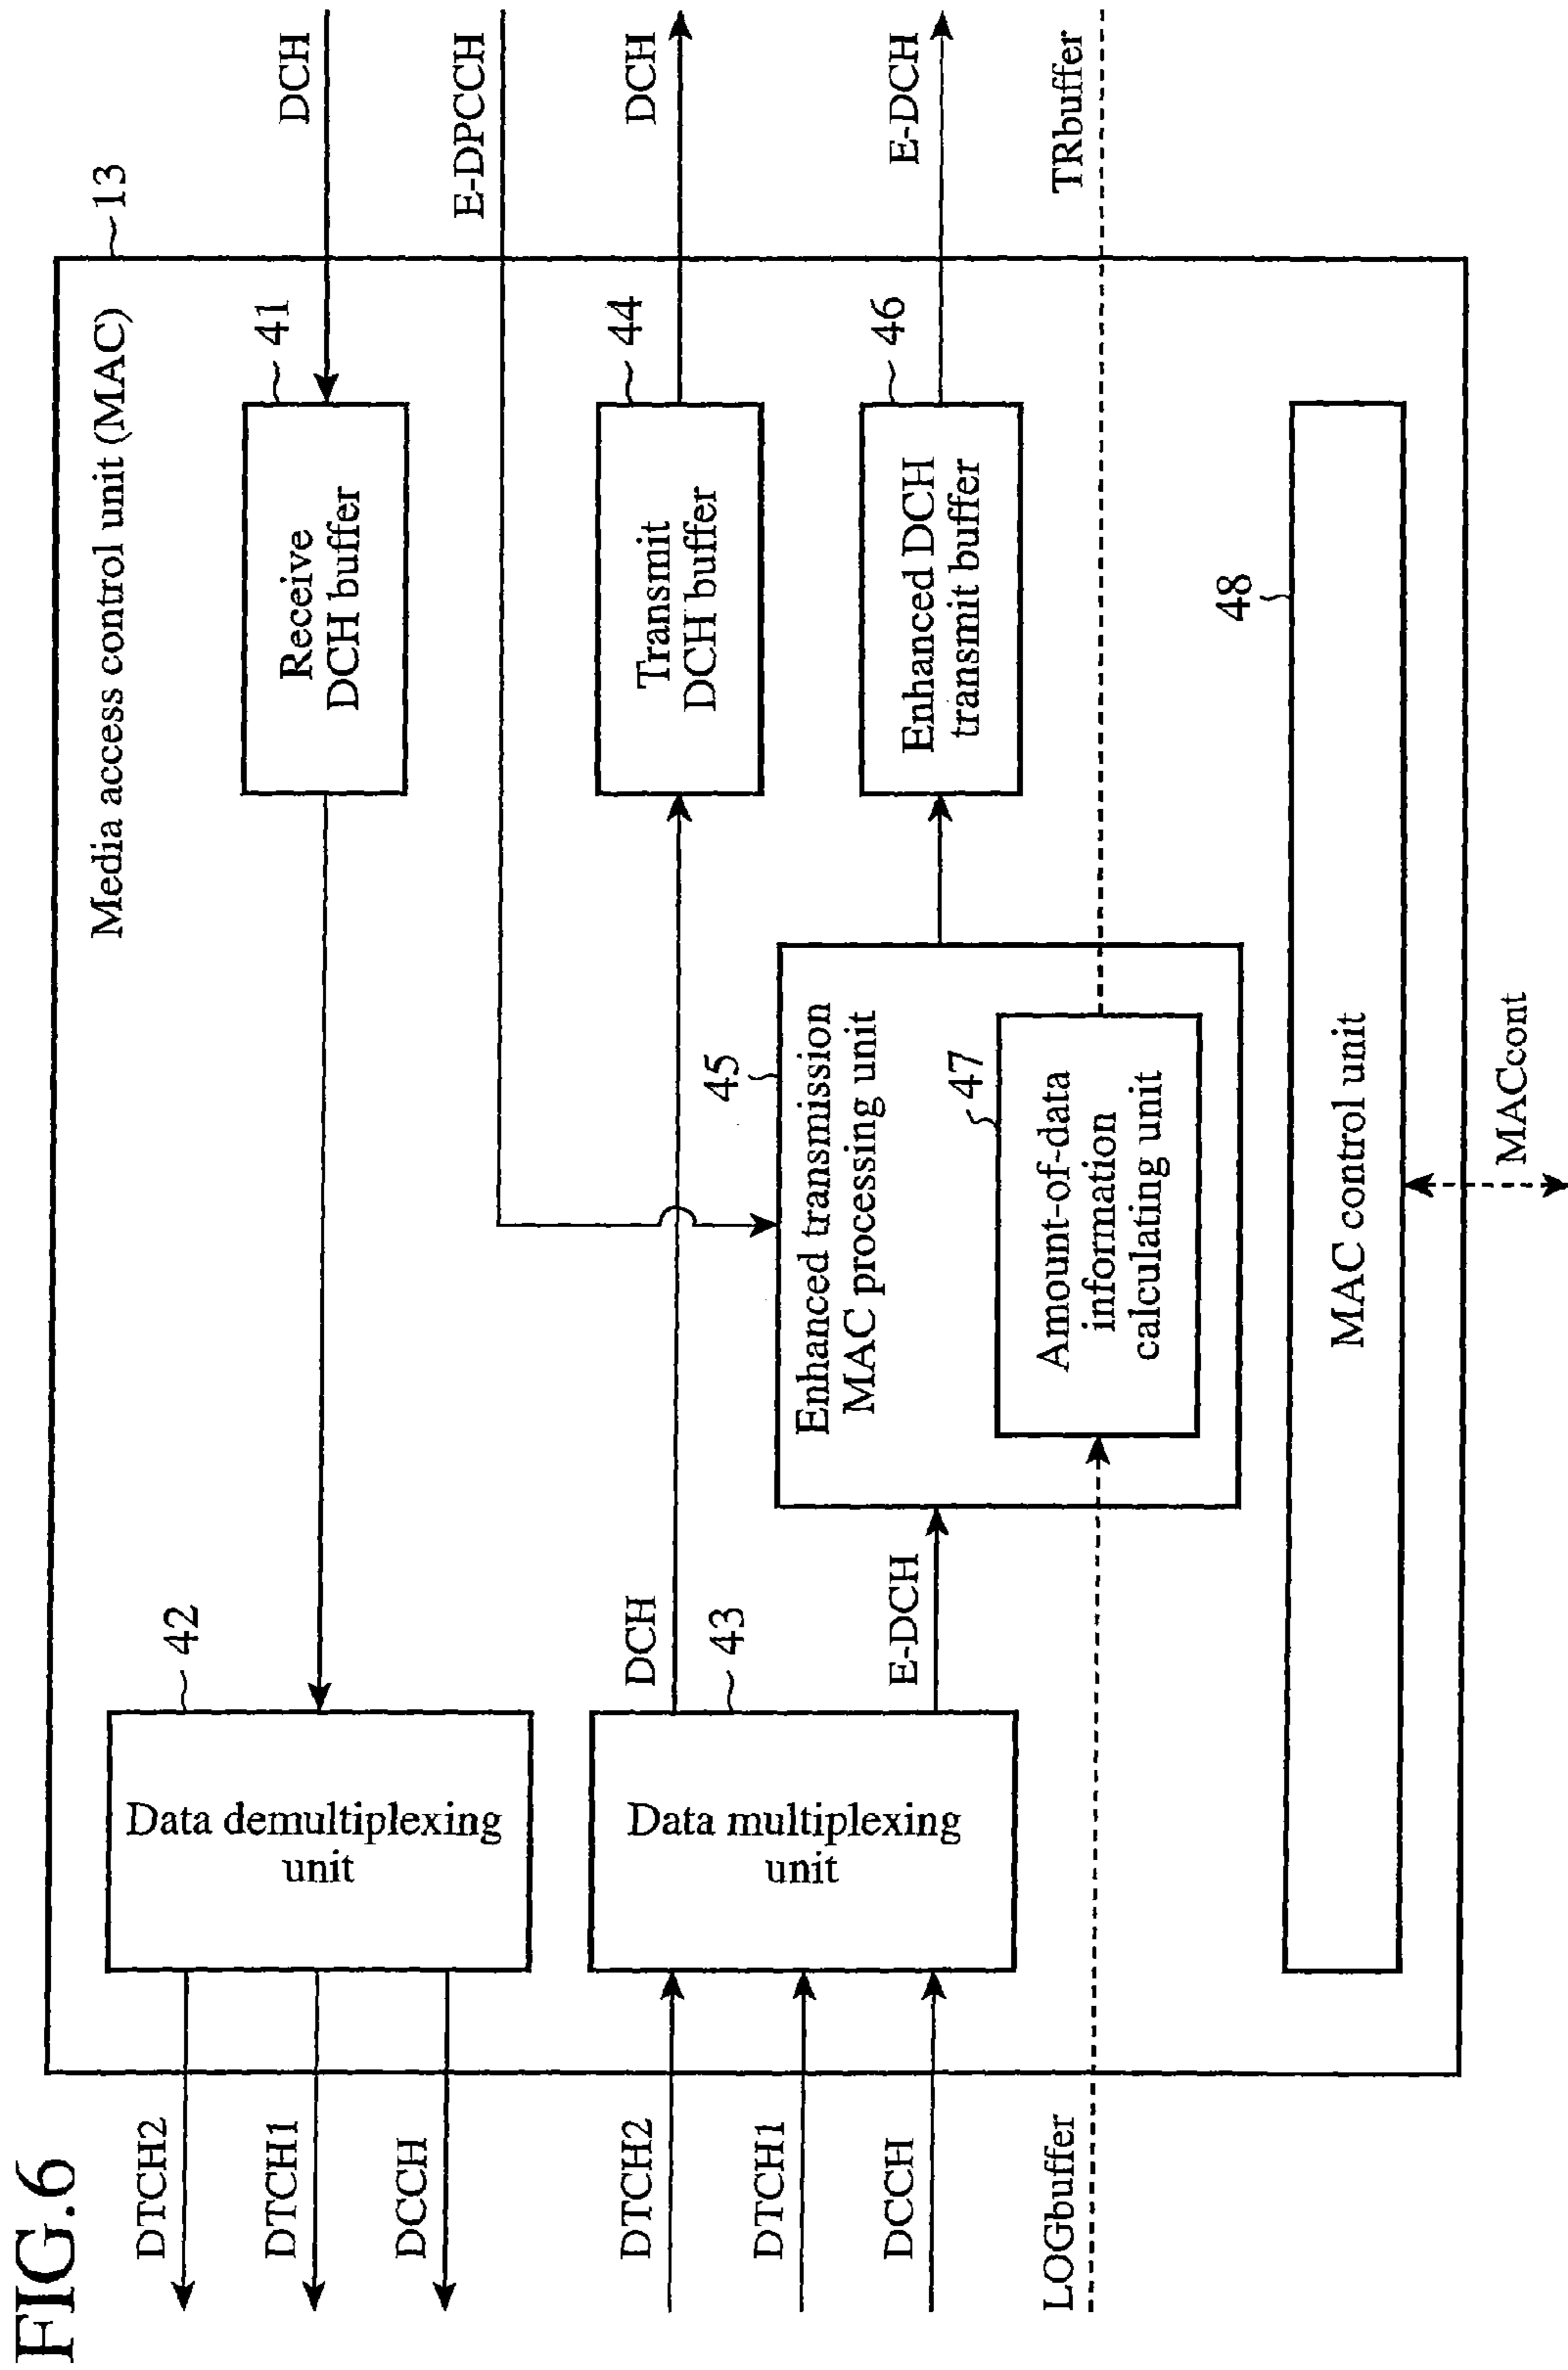 FIG.6
Media access control unit (MAC)
13
DTCH2
DTCH1
DCCH
42
Data demultiplexing
unit
41
Receive
DCH buffer
DCH
E-DPCCH
DTCH2
DTCH1
DCCH
43
Data multiplexing
unit
DCH
E-DCH
44
Transmit
DCH buffer
DCH
45
Enhanced transmission
MAC processing unit
47
Amount-of-data
information
calculating unit
46
Enhanced DCH
transmit buffer
E-DCH
LOGbuffer
TRbuffer
48
MAC control unit
MACcont